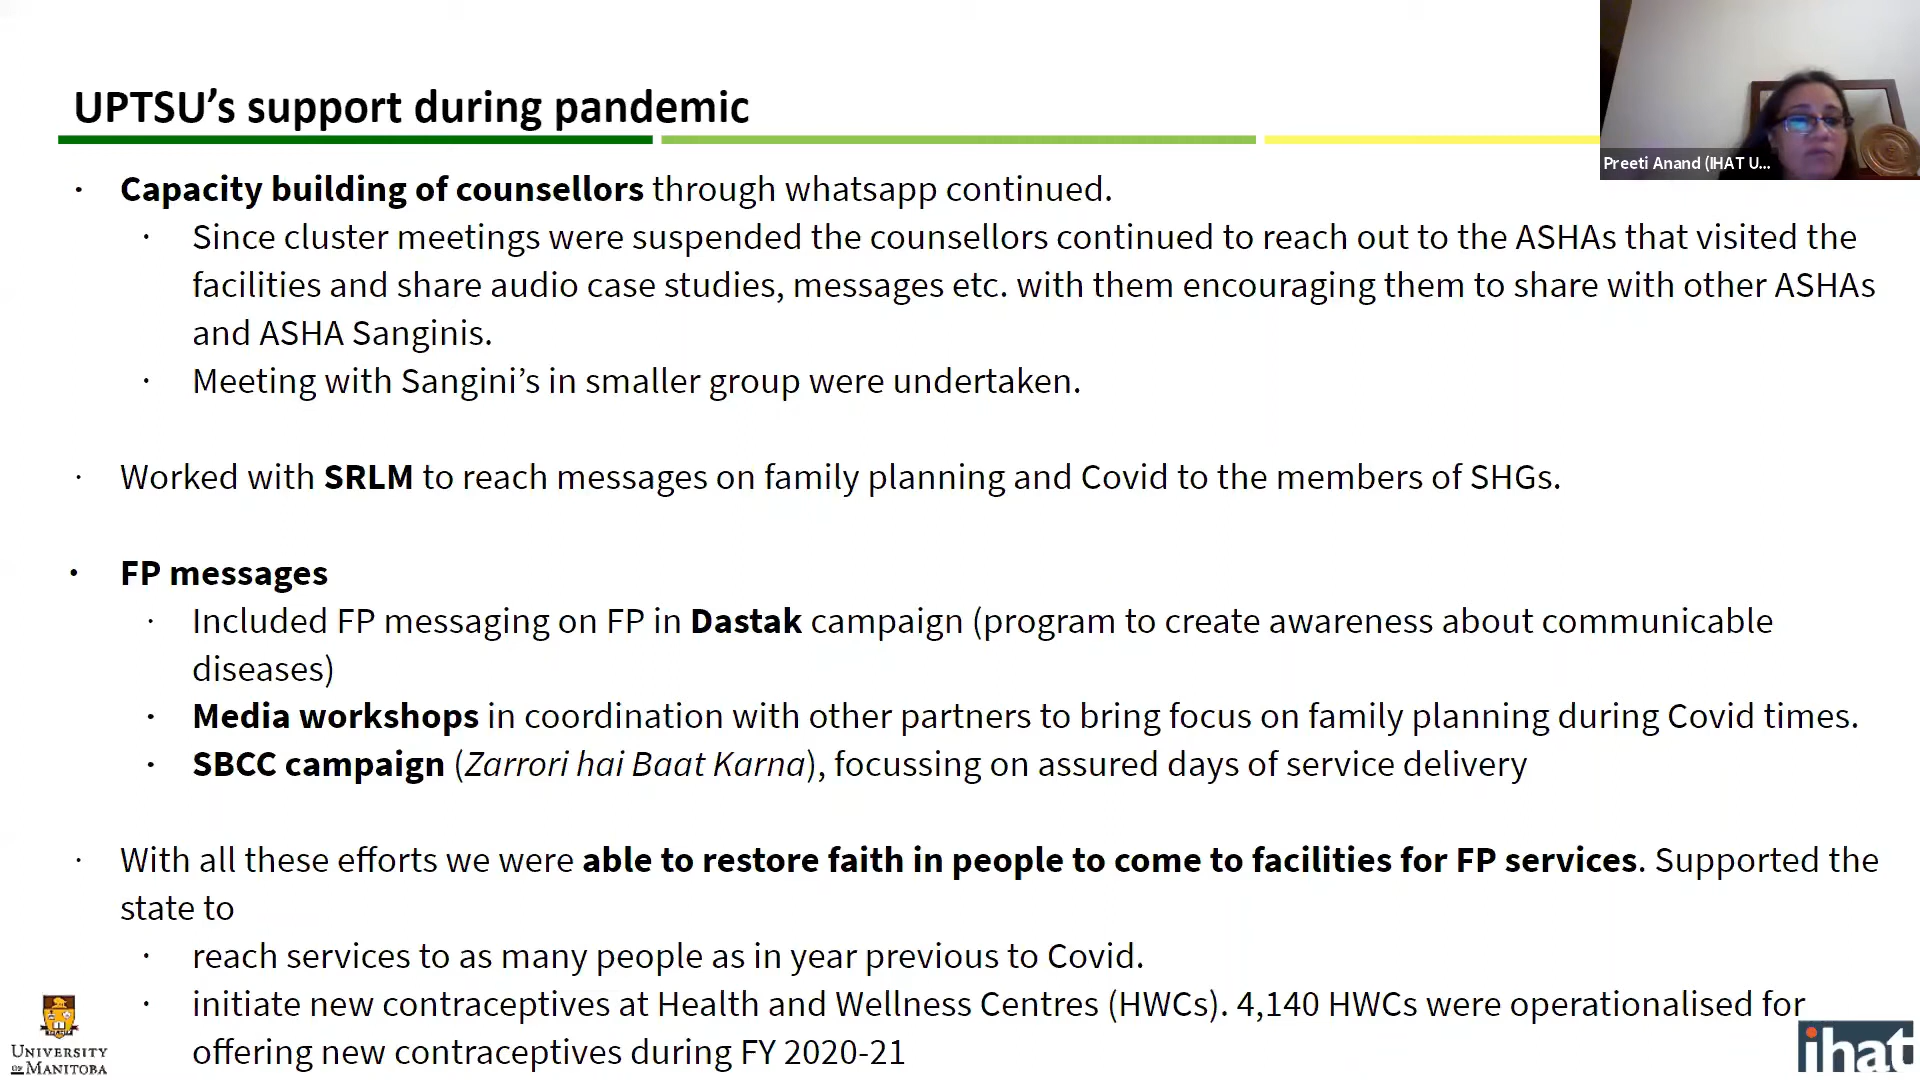 UPTSU’s support during pandemic
Preeti Anand (IHAT U...
· Capacity building of counsellors through whatsapp continued.
· Since cluster meetings were suspended the counsellors continued to reach out to the ASHAs that visited the
facilities and share audio case studies, messages etc. with them encouraging them to share with other ASHAs
and ASHA Sanginis.
· Meeting with Sangini’s in smaller group were undertaken.
· Worked with SRLM to reach messages on family planning and Covid to the members of SHGs.
• FP messages
· Included FP messaging on FP in Dastak campaign (program to create awareness about communicable
diseases)
· Media workshops in coordination with other partners to bring focus on family planning during Covid times.
· SBCC campaign (Zarrori hai Baat Karna), focussing on assured days of service delivery
· With all these efforts we were able to restore faith in people to come to facilities for FP services. Supported the
state to
· reach services to as many people as in year previous to Covid.
· initiate new contraceptives at Health and Wellness Centres (HWCs). 4,140 HWCs were operationalised for
offering new contraceptives during FY 2020-21
UNIVERSITY
OF MANITOBA
ihat